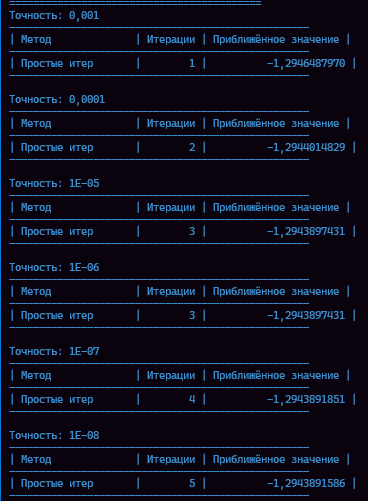 Точность: 0,001
| Метод | Итерации | Приближённое значение |
| Простые итер | 1 | -1,2946487970 |
Точность: 0,0001
| Метод | Итерации | Приближённое значение |
| Простые итер | 2 | -1,2944014829 |
Точность: 1E-05
| Метод | Итерации | Приближённое значение |
| Простые итер | 3 | -1,2943897431 |
Точность: 1E-06
| Метод | Итерации | Приближённое значение |
| Простые итер | 3 | -1,2943897431 |
Точность: 1E-07
| Метод | Итерации | Приближённое значение |
| Простые итер | 4 | -1,2943891851 |
Точность: 1E-08
| Метод | Итерации | Приближённое значение |
| Простые итер | 5 | -1,2943891586 |